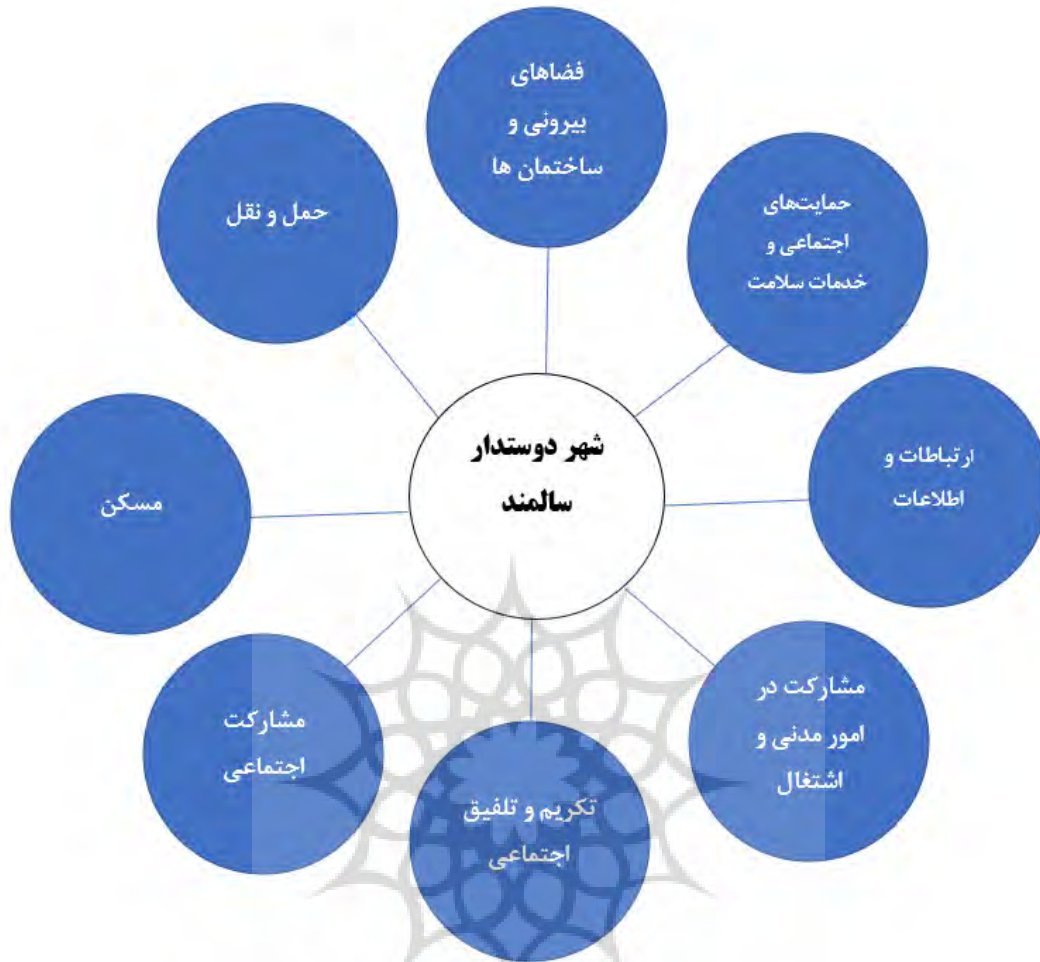 فضاهای
بیرونی و
ساختمان ها
حمایت‌های
اجتماعی و
خدمات سلامت
حمل و نقل
شهر دوستدار
سالمند
ارتباطات و
اطلاعات
مسکن
مشارکت در
امور مدنی و
اشتغال
مشارکت
اجتماعی
تکریم و تلفیق
اجتماعی